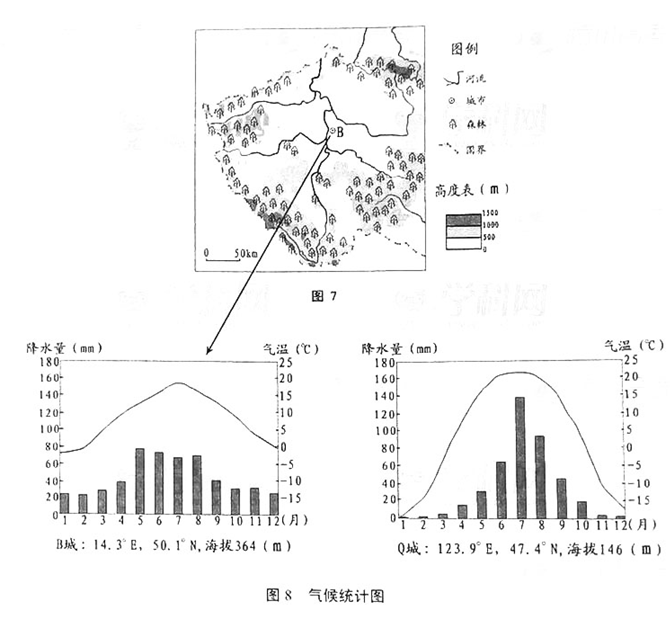 图例
河流
城市
B
森林
国界
高度表(m)
1500
1000
500
0
0 50km
图 7
降水量(mm) 气温(℃)
180 25
160 20
140 15
120 10
100 5
80 0
60 -5
40 -10
20 -15
0
1 2 3 4 5 6 7 8 9 10 11 12(月)
B城:14.3°E,50.1°N,海拔364(m)
降水量(mm) 气温(℃)
180 25
160 20
140 15
120 10
100 5
80 0
60 -5
40 -10
20 -15
0
1 2 3 4 5 6 7 8 9 10 11 12(月)
Q城:123.9°E,47.4°N,海拔146(m)
图 8 气候统计图